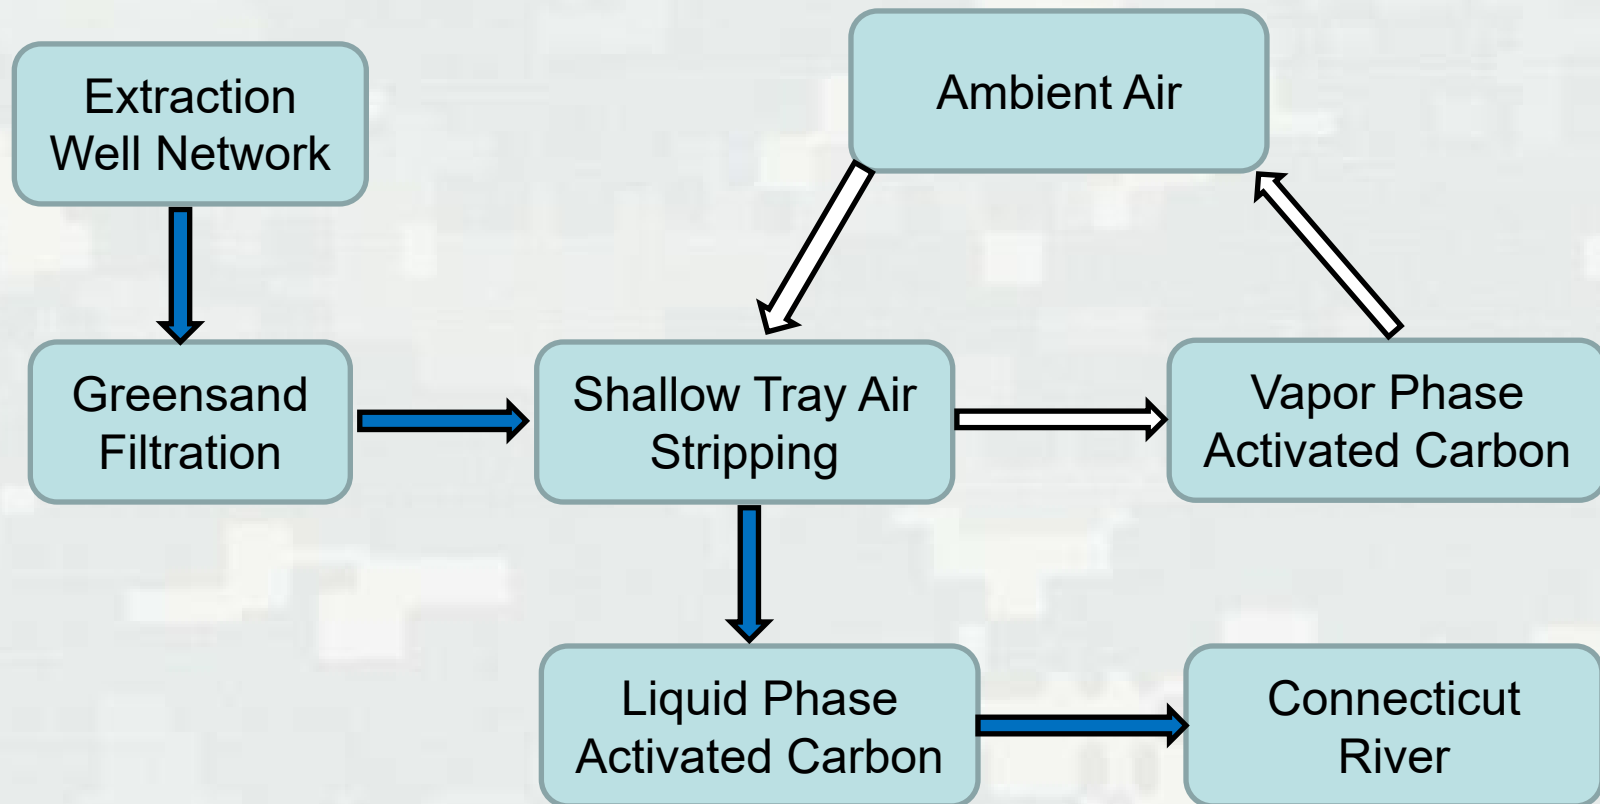 Extraction
Well Network
Ambient Air
Greensand
Filtration
Shallow Tray Air
Stripping
Vapor Phase
Activated Carbon
Liquid Phase
Activated Carbon
Connecticut
River